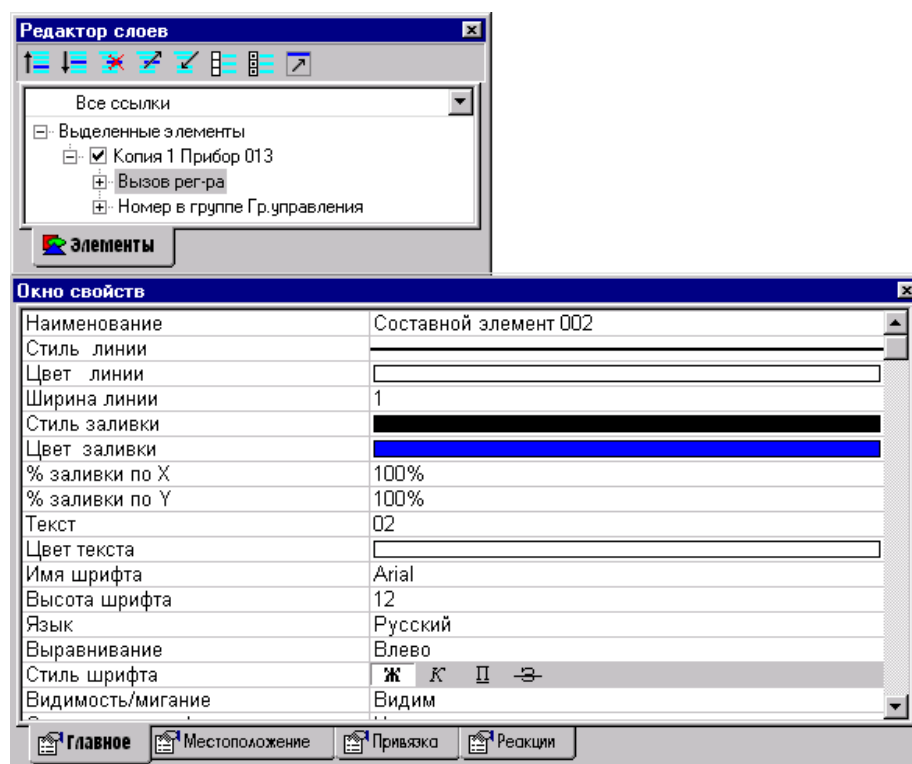 Редактор слоев
Все ссылки
Выделенные элементы
Копия 1 Прибор 013
Вызов рег-ра
Номер в группе Гр.управления
Элементы
Окно свойств
Наименование Составной элемент 002
Стиль линии
Цвет линии
Ширина линии 1
Стиль заливки
Цвет заливки
% заливки по X 100%
% заливки по Y 100%
Текст 02
Цвет текста
Имя шрифта Arial
Высота шрифта 12
Язык Русский
Выравнивание Влево
Стиль шрифта Ж К П З
Видимость/мигание Видим
Главное Местоположение Привязка Реакции